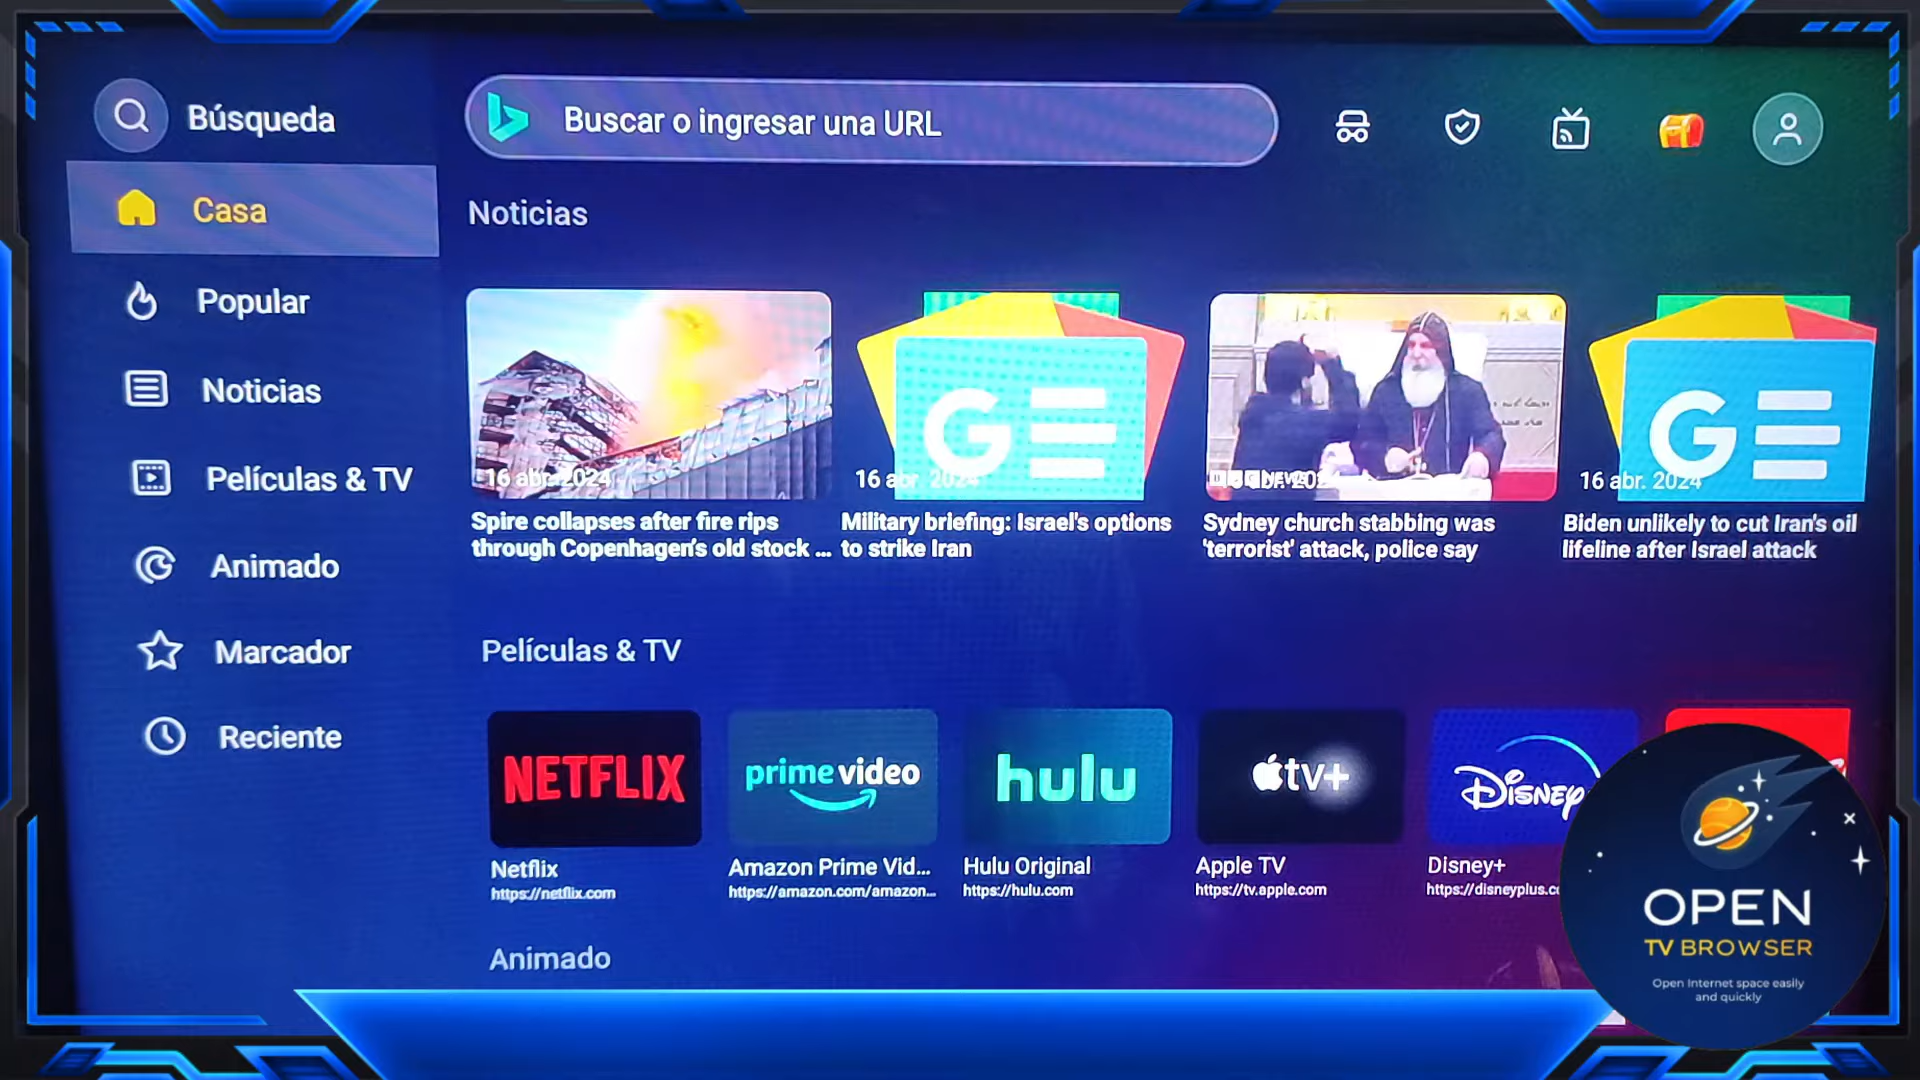 Búsqueda
Buscar o ingresar una URL
Casa
Popular
Noticias
Películas & TV
Animado
Marcador
Reciente
Noticias
16 abr. 2024
Spire collapses after fire rips
through Copenhagen's old stock ...
16 abr. 2024
Military briefing: Israel's options
to strike Iran
NEWS
Sydney church stabbing was
'terrorist' attack, police say
16 abr. 2024
Biden unlikely to cut Iran's oil
lifeline after Israel attack
Películas & TV
NETFLIX
Netflix
https://netflix.com
prime video
Amazon Prime Vid...
https://amazon.com/amazon...
hulu
Hulu Original
https://hulu.com
tv+
Apple TV
https://tv.apple.com
Disney
Disney+
https://disneyplus.c
Animado
OPEN
TV BROWSER
Open Internet space easily
and quickly